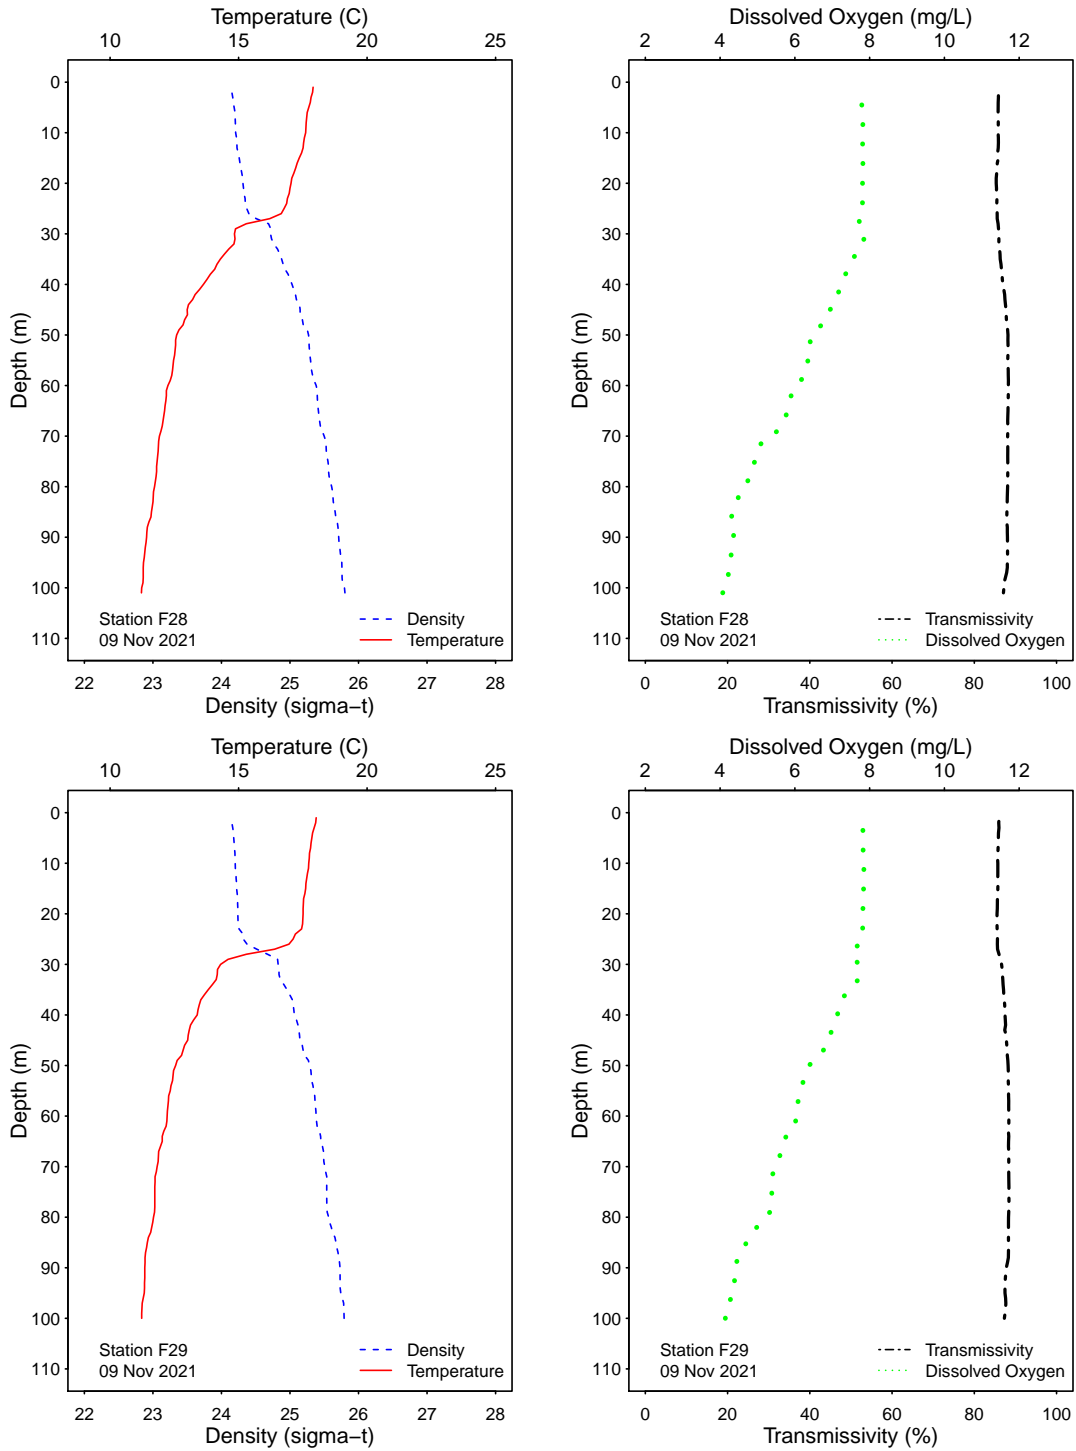 Temperature (C)
10 15 20 25
0
10
20
30
40
50
60
70
80
90
100
110
Depth (m)
Station F28
09 Nov 2021
Density
Temperature
22 23 24 25 26 27 28
Density (sigma−t)
Dissolved Oxygen (mg/L)
2 4 6 8 10 12
0
10
20
30
40
50
60
70
80
90
100
110
Depth (m)
Station F28
09 Nov 2021
Transmissivity
Dissolved Oxygen
0 20 40 60 80 100
Transmissivity (%)
Temperature (C)
10 15 20 25
0
10
20
30
40
50
60
70
80
90
100
110
Depth (m)
Station F29
09 Nov 2021
Density
Temperature
22 23 24 25 26 27 28
Density (sigma−t)
Dissolved Oxygen (mg/L)
2 4 6 8 10 12
0
10
20
30
40
50
60
70
80
90
100
110
Depth (m)
Station F29
09 Nov 2021
Transmissivity
Dissolved Oxygen
0 20 40 60 80 100
Transmissivity (%)